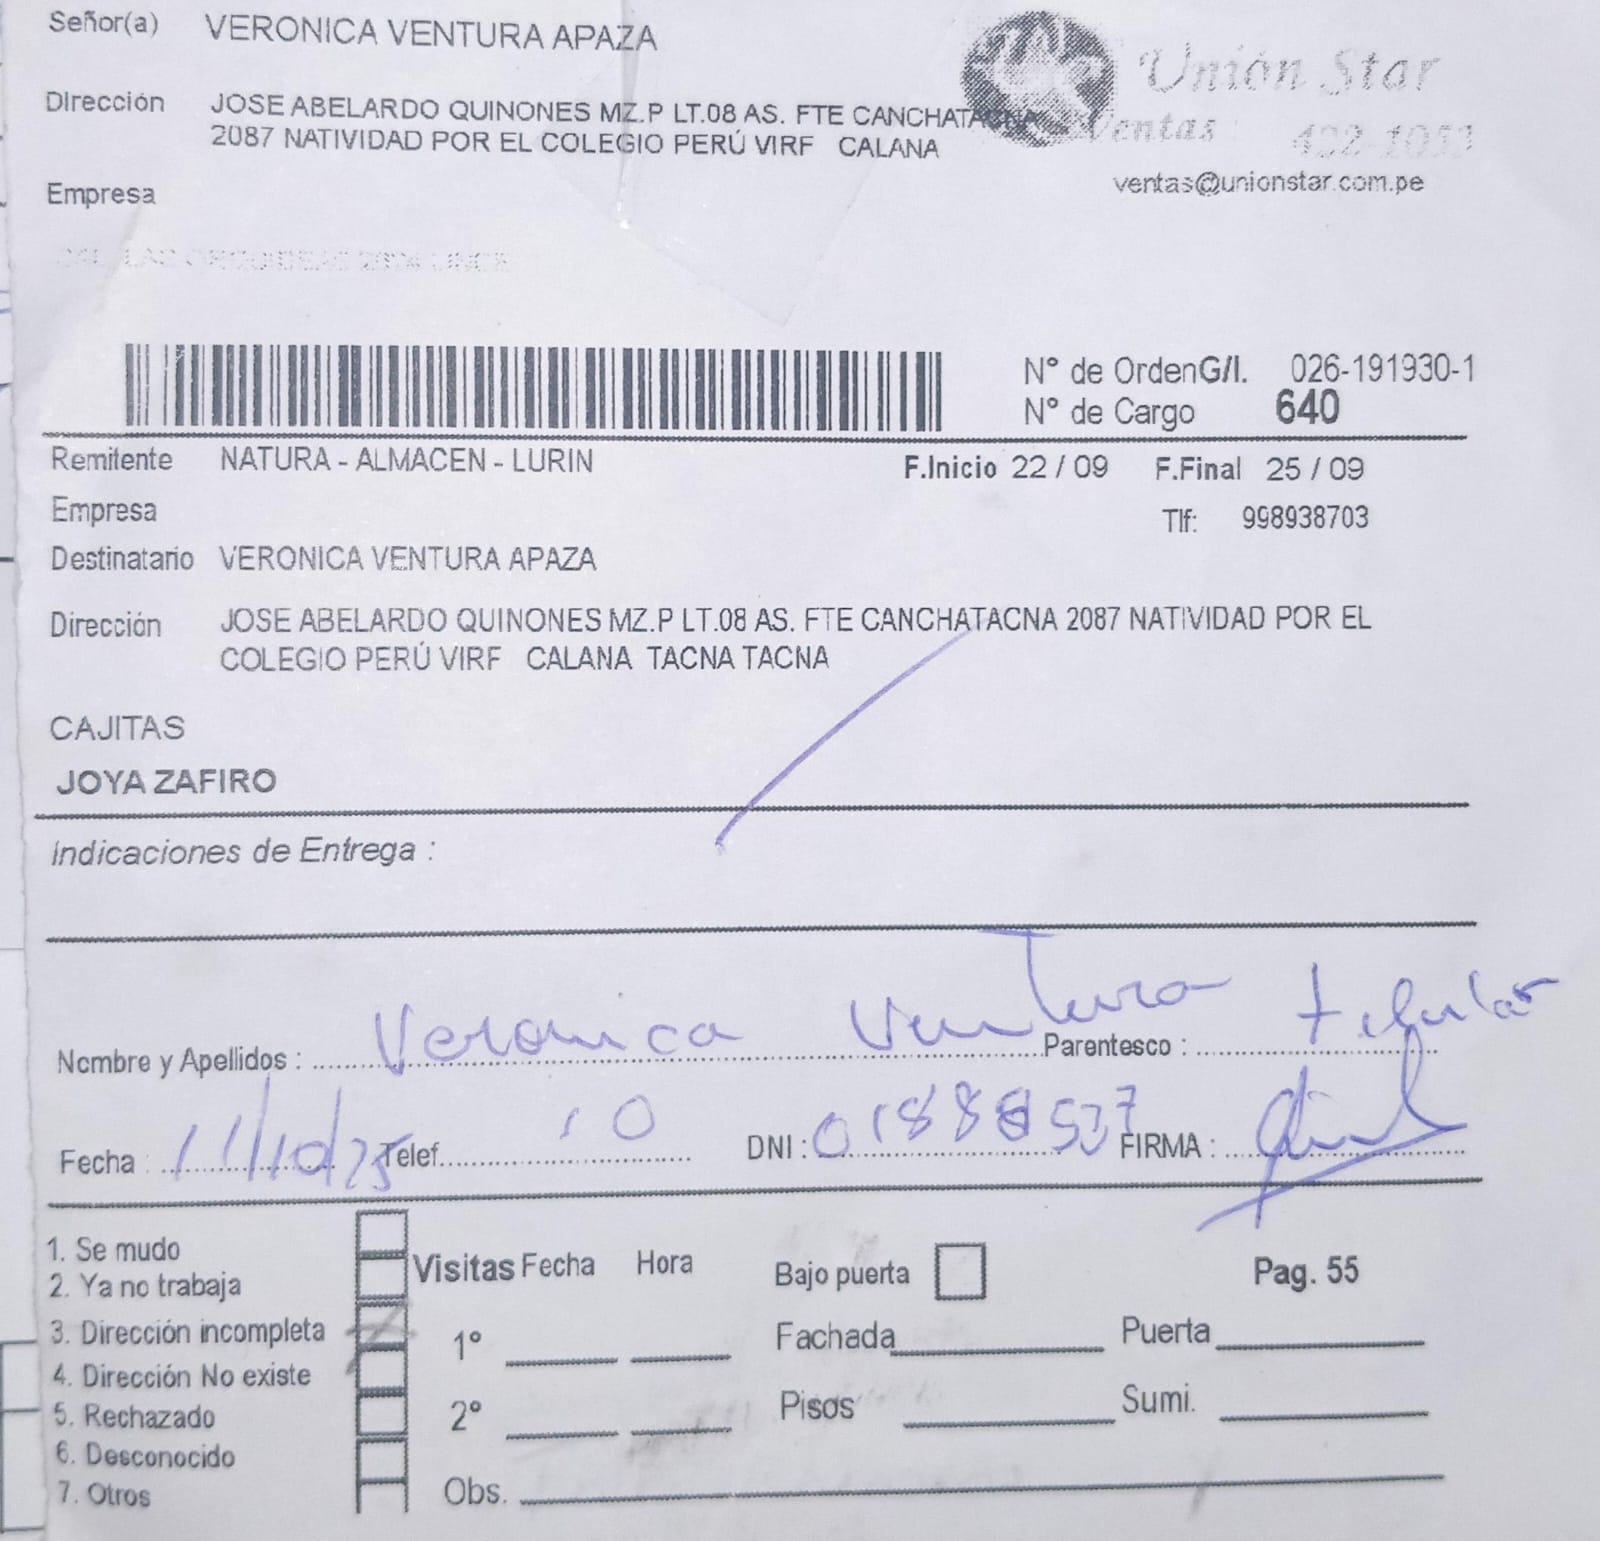 Señor(a) VERONICA VENTURA APAZA
Unión Star
Dirección JOSE ABELARDO QUINONES MZ.P LT.08 AS. FTE CANCHATACNA
2087 NATIVIDAD POR EL COLEGIO PERÚ VIRF CALANA
Ventas
ventas@unionstar.com.pe
Empresa
N° de OrdenG/I. 026-191930-1
N° de Cargo 640
Remitente NATURA - ALMACEN - LURIN F.Inicio 22 / 09 F.Final 25 / 09
Empresa Tlf: 998938703
Destinatario VERONICA VENTURA APAZA
Dirección JOSE ABELARDO QUINONES MZ.P LT.08 AS. FTE CANCHATACNA 2087 NATIVIDAD POR EL
COLEGIO PERÚ VIRF CALANA TACNA TACNA
CAJITAS
JOYA ZAFIRO
Indicaciones de Entrega :
Nombre y Apellidos : Veronica Ventura Parentesco : titular
Fecha : 11/10/25 Telef. 10 DNI : FIRMA :
1. Se mudo
2. Ya no trabaja
3. Dirección incompleta
4. Dirección No existe
5. Rechazado
6. Desconocido
7. Otros
Visitas Fecha Hora
1°
2°
Obs.
Bajo puerta Pag. 55
Fachada Puerta
Pisos Sumi.